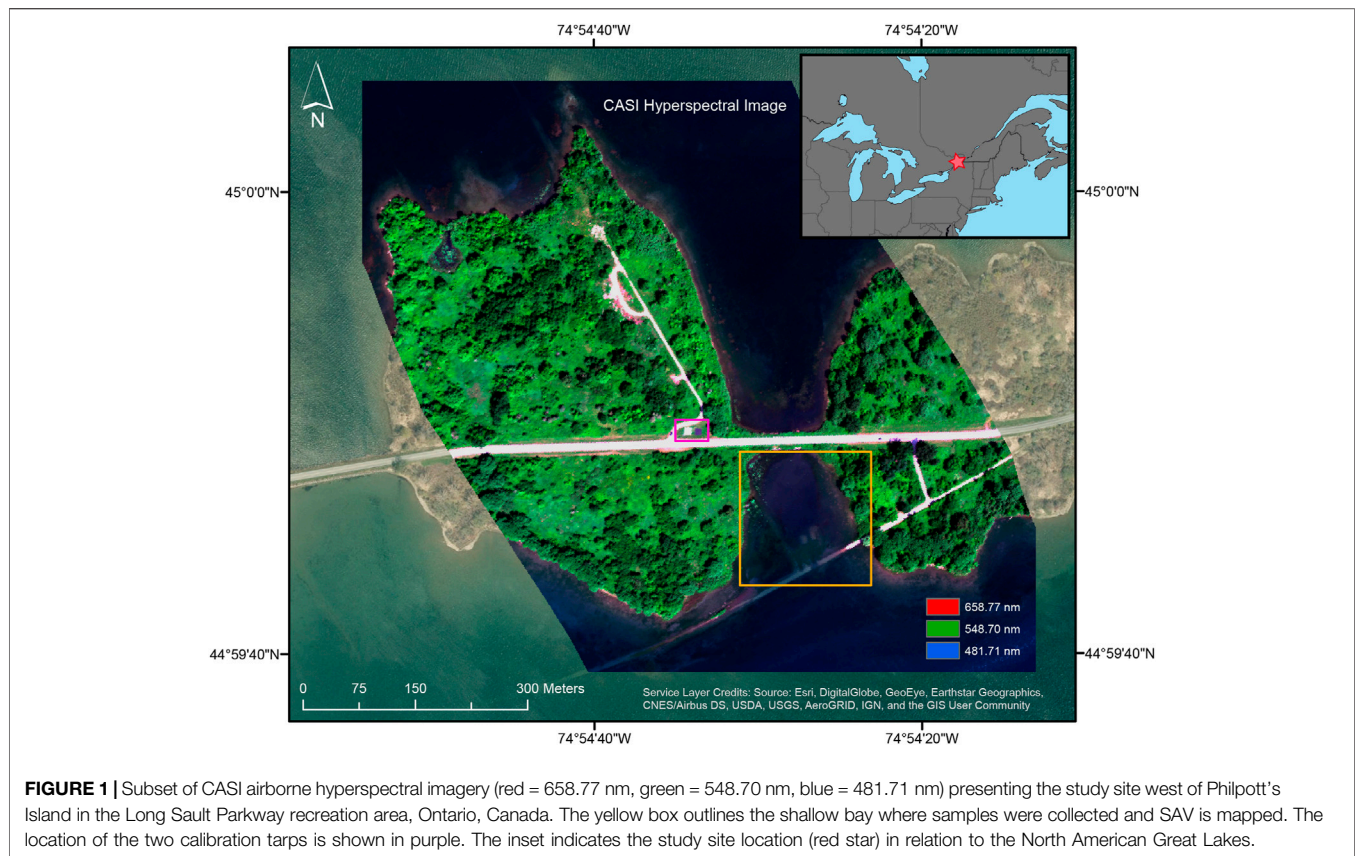 74°54'40"W
74°54'20"W
CASI Hyperspectral Image
N
45°0'0"N
45°0'0"N
658.77 nm
548.70 nm
481.71 nm
44°59'40"N
44°59'40"N
0 75 150 300 Meters
Service Layer Credits: Source: Esri, DigitalGlobe, GeoEye, Earthstar Geographics,
CNES/Airbus DS, USDA, USGS, AeroGRID, IGN, and the GIS User Community
74°54'40"W
74°54'20"W
FIGURE 1 | Subset of CASI airborne hyperspectral imagery (red = 658.77 nm, green = 548.70 nm, blue = 481.71 nm) presenting the study site west of Philpott's
Island in the Long Sault Parkway recreation area, Ontario, Canada. The yellow box outlines the shallow bay where samples were collected and SAV is mapped. The
location of the two calibration tarps is shown in purple. The inset indicates the study site location (red star) in relation to the North American Great Lakes.